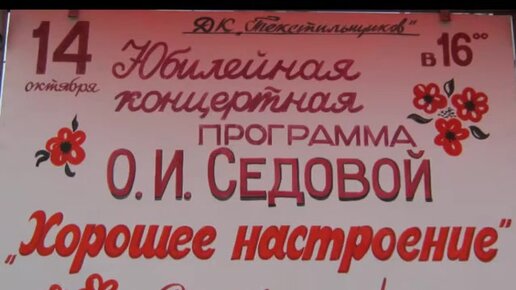 ДК „Текстильщиков"
14 октября
в 16⁰⁰
Юбилейная
концертная
ПРОГРАММА
О.И. СЕДОВОЙ
„Хорошее настроение"